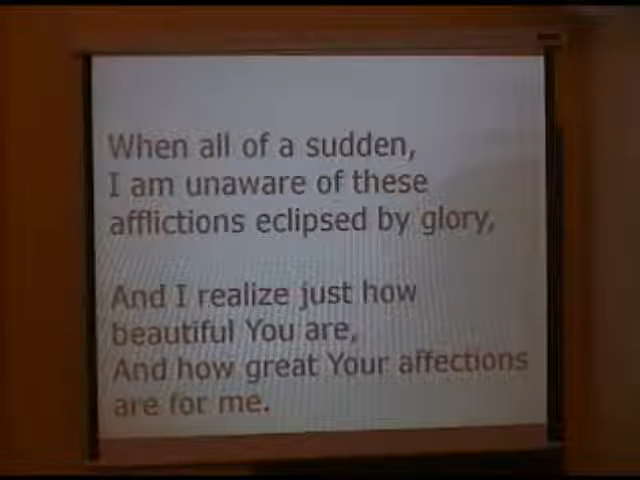 When all of a sudden,
I am unaware of these
afflictions eclipsed by glory,
And I realize just how
beautiful You are,
And how great Your affections
are for me.